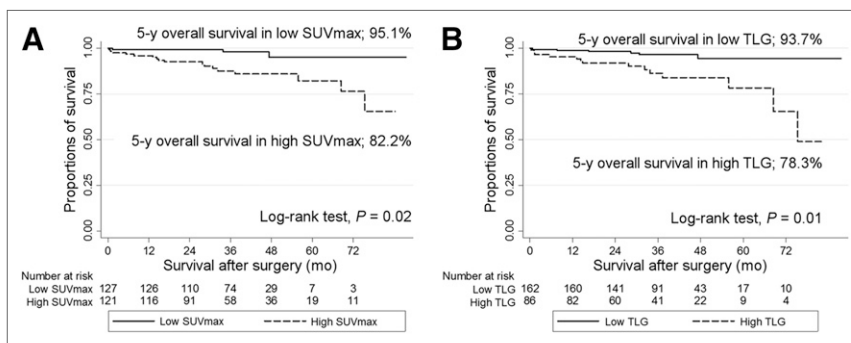 A
5-y overall survival in low SUVmax; 95.1%
1.00
0.75
0.50
0.25
0.00
Proportions of survival
5-y overall survival in high SUVmax; 82.2%
Log-rank test, P = 0.02
0 12 24 36 48 60 72
Survival after surgery (mo)
Number at risk
Low SUVmax 127 126 110 74 29 7 3
High SUVmax 121 116 91 58 36 19 11
Low SUVmax High SUVmax
B
5-y overall survival in low TLG; 93.7%
1.00
0.75
0.50
0.25
0.00
Proportions of survival
5-y overall survival in high TLG; 78.3%
Log-rank test, P = 0.01
0 12 24 36 48 60 72
Survival after surgery (mo)
Number at risk
Low TLG 162 160 141 91 43 17 10
High TLG 86 82 60 41 22 9 4
Low TLG High TLG